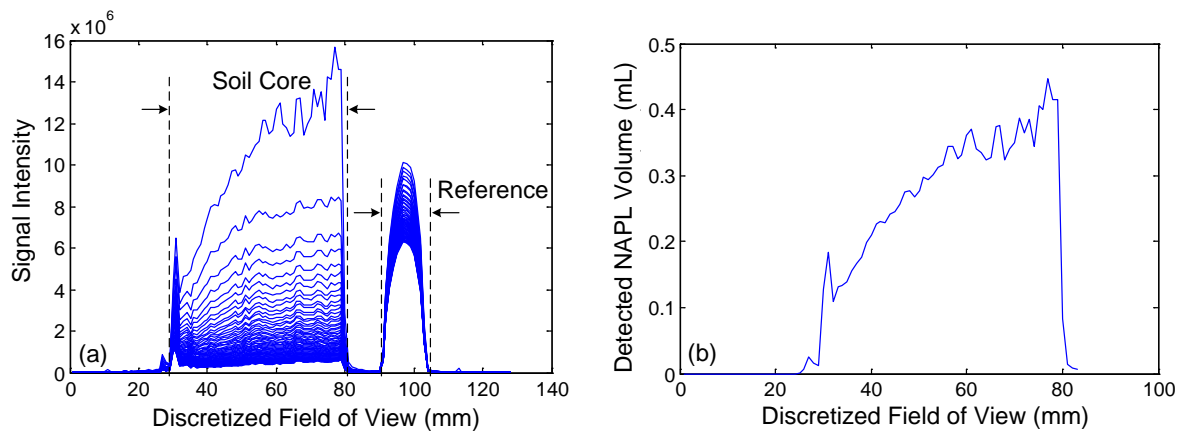 x 10^6
16
14
12
10
8
6
4
2
0
0 20 40 60 80 100 120 140
Signal Intensity
Discretized Field of View (mm)
Soil Core
Reference
(a)
0.5
0.4
0.3
0.2
0.1
0
0 20 40 60 80 100
Detected NAPL Volume (mL)
Discretized Field of View (mm)
(b)